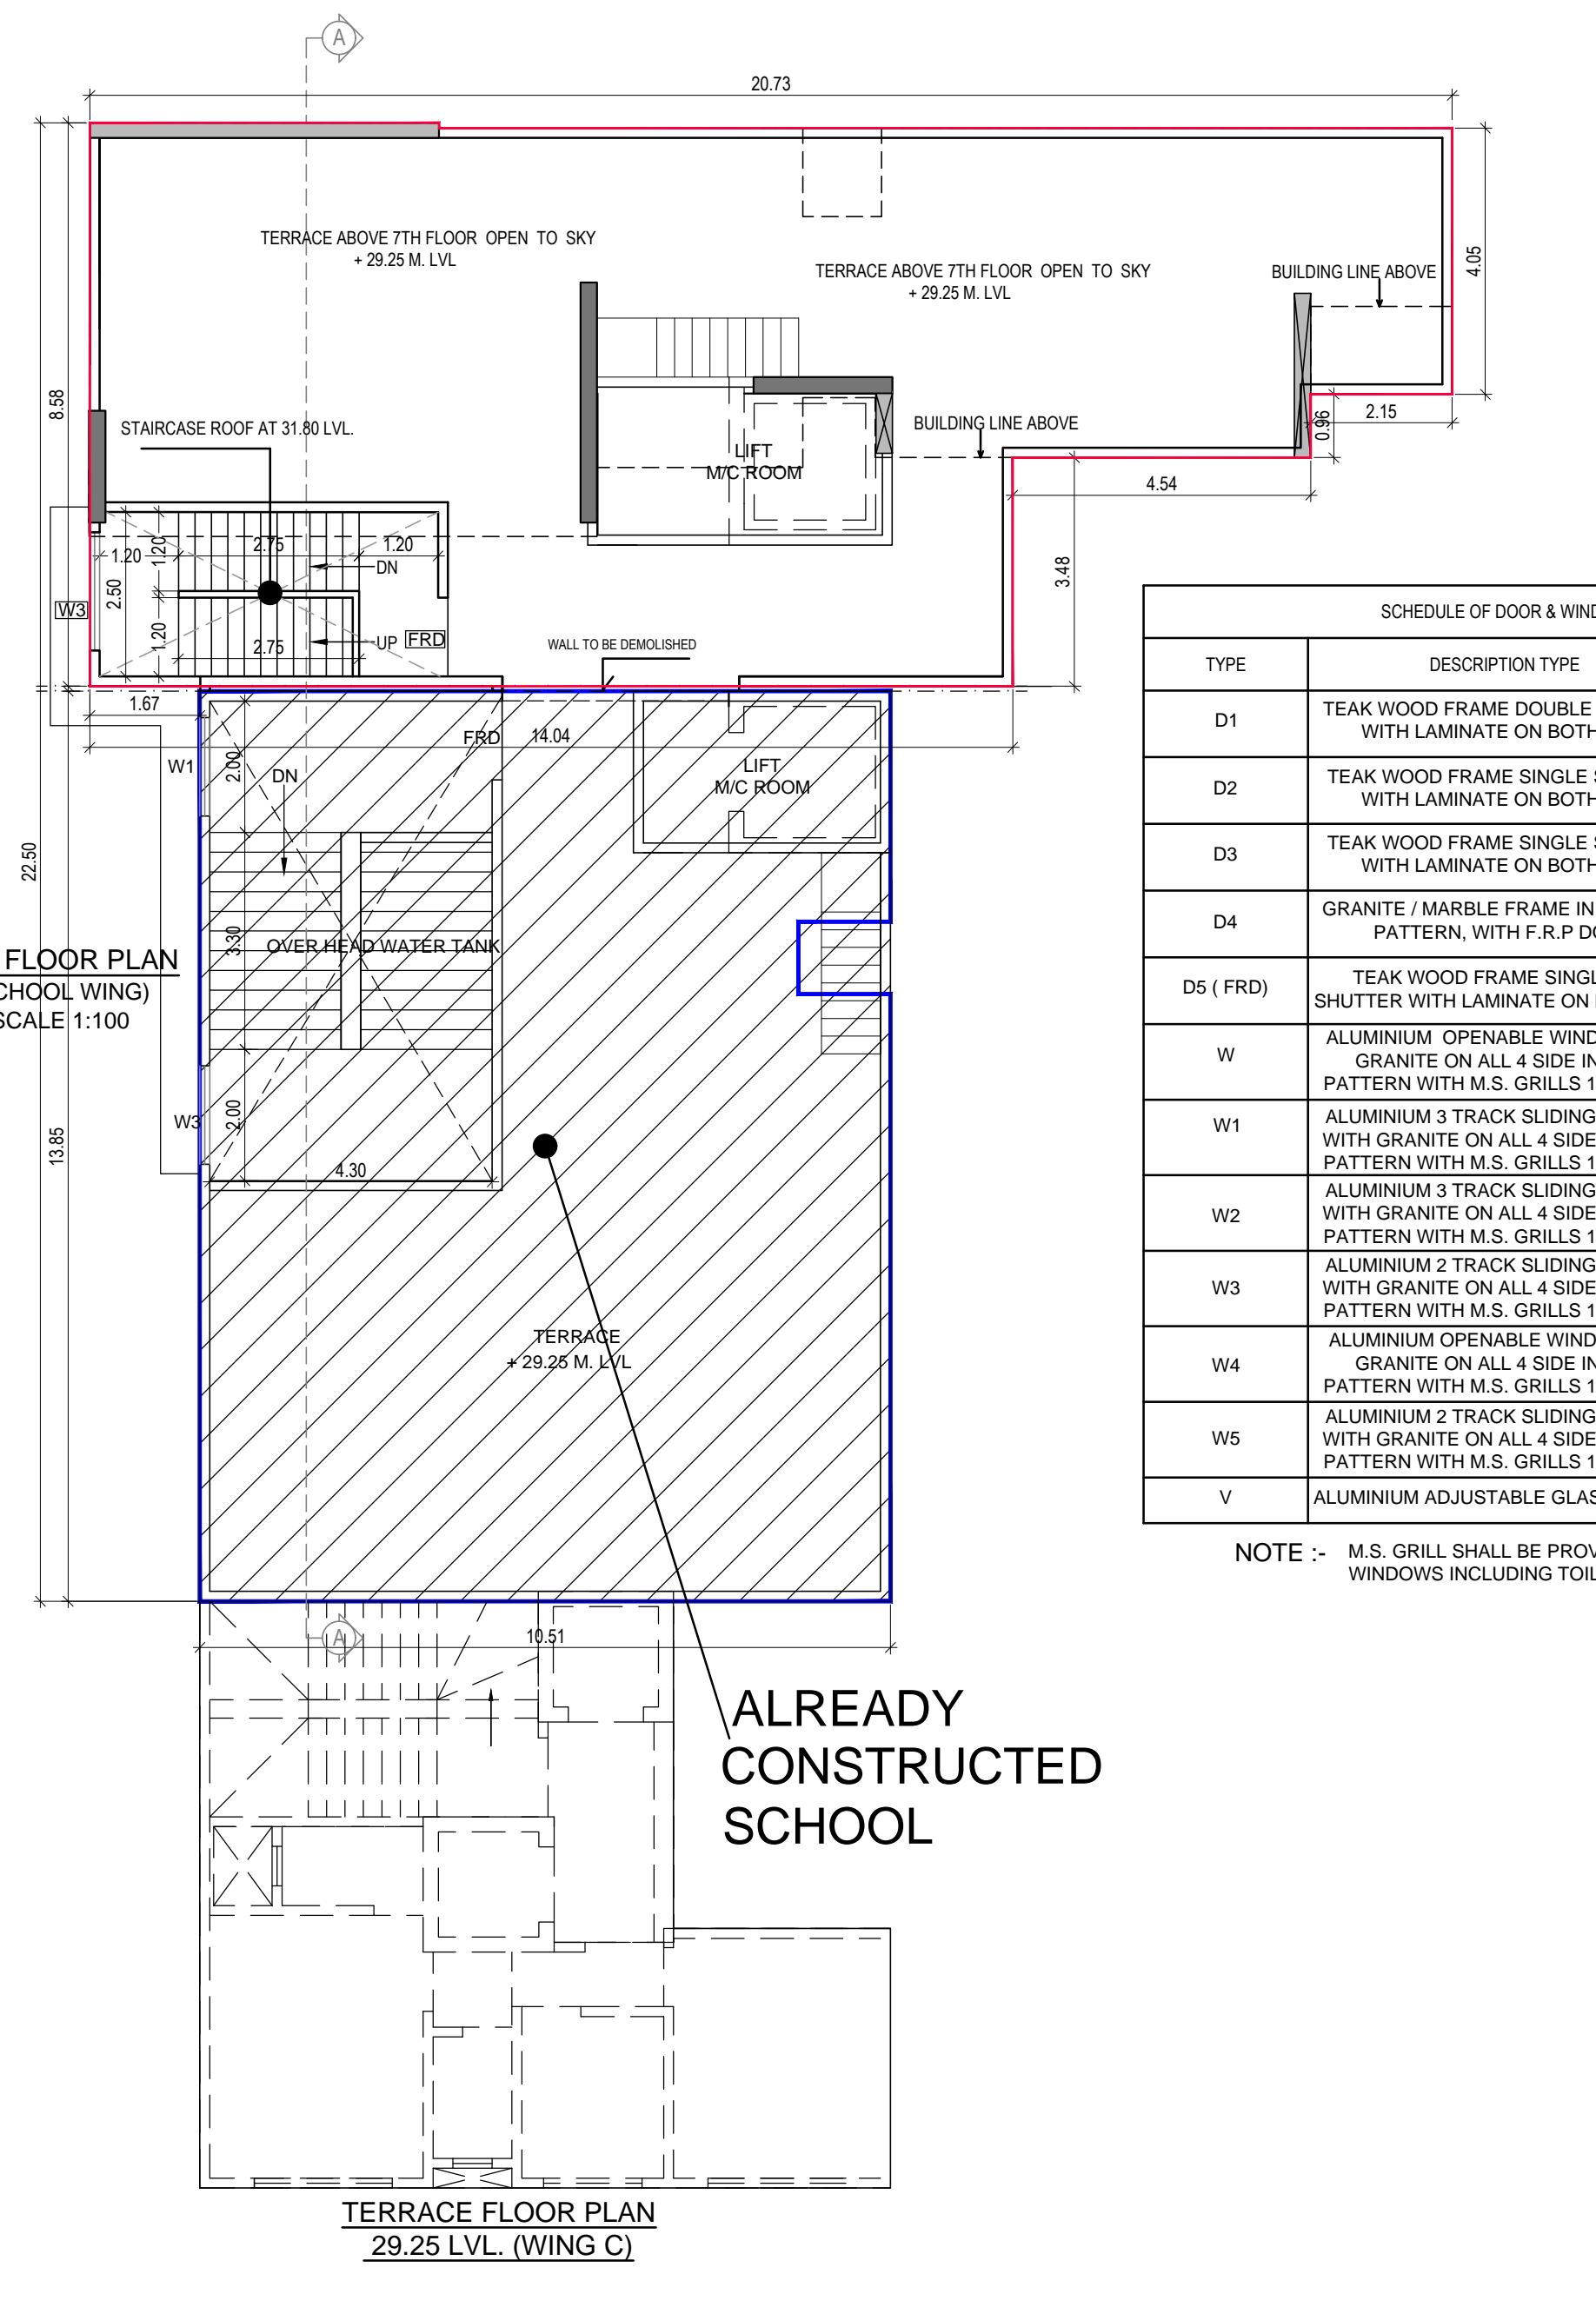 A
20.73
TERRACE ABOVE 7TH FLOOR OPEN TO SKY
+ 29.25 M. LVL
TERRACE ABOVE 7TH FLOOR OPEN TO SKY
+ 29.25 M. LVL
BUILDING LINE ABOVE
4.05
8.58
STAIRCASE ROOF AT 31.80 LVL.
BUILDING LINE ABOVE
0.96
2.15
LIFT
M/C ROOM
4.54
1.20
1.20
2.75
1.20
DN
2.50
W3
1.20
2.75
UP
FRD
3.48
WALL TO BE DEMOLISHED
1.67
14.04
FRD
W1
2.00
DN
LIFT
M/C ROOM
22.50
3.30
OVER HEAD WATER TANK
FLOOR PLAN
CHOOL WING)
SCALE 1:100
13.85
W3
2.00
4.30
TERRACE
+ 29.25 M. LVL
A
10.51
ALREADY
CONSTRUCTED
SCHOOL
TERRACE FLOOR PLAN
29.25 LVL. (WING C)
SCHEDULE OF DOOR & WIND
TYPE
DESCRIPTION TYPE
D1
TEAK WOOD FRAME DOUBLE
WITH LAMINATE ON BOTH
D2
TEAK WOOD FRAME SINGLE S
WITH LAMINATE ON BOTH
D3
TEAK WOOD FRAME SINGLE S
WITH LAMINATE ON BOTH
D4
GRANITE / MARBLE FRAME IN
PATTERN, WITH F.R.P DO
D5 ( FRD)
TEAK WOOD FRAME SINGL
SHUTTER WITH LAMINATE ON
W
ALUMINIUM OPENABLE WIND
GRANITE ON ALL 4 SIDE IN
PATTERN WITH M.S. GRILLS 1
W1
ALUMINIUM 3 TRACK SLIDING
WITH GRANITE ON ALL 4 SIDE
PATTERN WITH M.S. GRILLS 1
W2
ALUMINIUM 3 TRACK SLIDING
WITH GRANITE ON ALL 4 SIDE
PATTERN WITH M.S. GRILLS 1
W3
ALUMINIUM 2 TRACK SLIDING
WITH GRANITE ON ALL 4 SIDE
PATTERN WITH M.S. GRILLS 1
W4
ALUMINIUM OPENABLE WIND
GRANITE ON ALL 4 SIDE IN
PATTERN WITH M.S. GRILLS 1
W5
ALUMINIUM 2 TRACK SLIDING
WITH GRANITE ON ALL 4 SIDE
PATTERN WITH M.S. GRILLS 1
V
ALUMINIUM ADJUSTABLE GLAS
NOTE :- M.S. GRILL SHALL BE PROV
WINDOWS INCLUDING TOIL